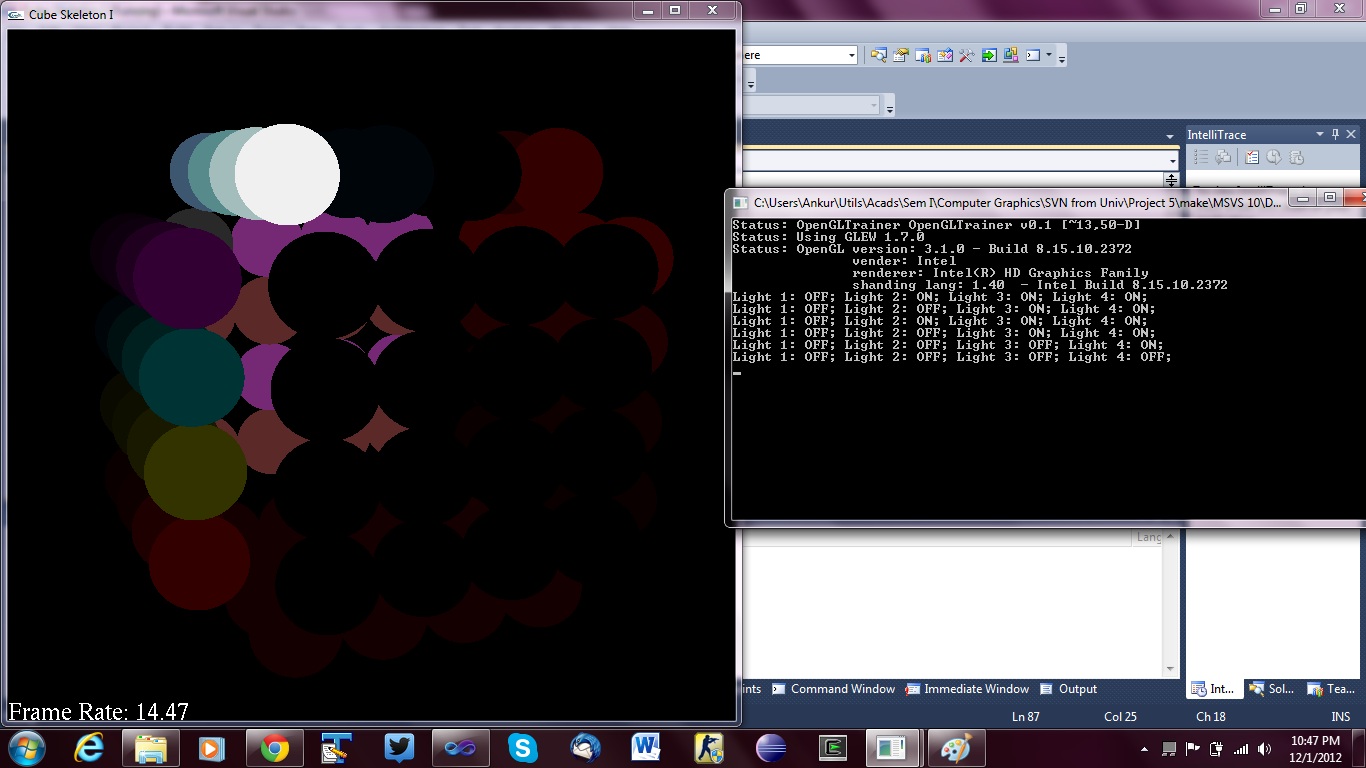 Cube Skeleton I
Frame Rate: 14.47
ere
IntelliTrace
C:\Users\Ankur\Utils\Acads\Sem I\Computer Graphics\SVN from Univ\Project 5\make\MSVS 10\D...
Status: OpenGLTrainer OpenGLTrainer v0.1 [~13,50-D]
Status: Using GLEW 1.7.0
Status: OpenGL version: 3.1.0 - Build 8.15.10.2372
vender: Intel
renderer: Intel(R) HD Graphics Family
shanding lang: 1.40 - Intel Build 8.15.10.2372
Light 1: OFF; Light 2: ON; Light 3: ON; Light 4: ON;
Light 1: OFF; Light 2: OFF; Light 3: ON; Light 4: ON;
Light 1: OFF; Light 2: ON; Light 3: ON; Light 4: ON;
Light 1: OFF; Light 2: OFF; Light 3: ON; Light 4: ON;
Light 1: OFF; Light 2: OFF; Light 3: OFF; Light 4: ON;
Light 1: OFF; Light 2: OFF; Light 3: OFF; Light 4: OFF;
Lang
ints Command Window Immediate Window Output
Int... Sol... Tea...
Ln 87 Col 25 Ch 18 INS
10:47 PM
12/1/2012